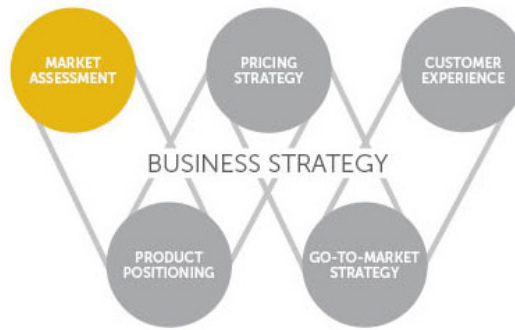 MARKET
ASSESSMENT
PRICING
STRATEGY
CUSTOMER
EXPERIENCE
BUSINESS STRATEGY
PRODUCT
POSITIONING
GO-TO-MARKET
STRATEGY